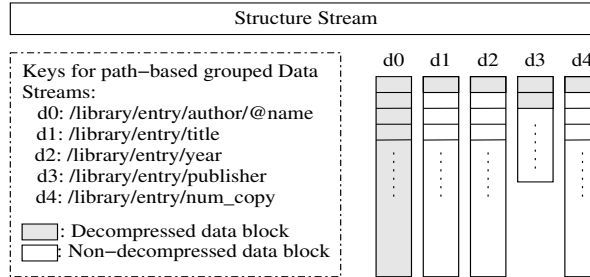 Structure Stream
Keys for path−based grouped Data
Streams:
d0: /library/entry/author/@name
d1: /library/entry/title
d2: /library/entry/year
d3: /library/entry/publisher
d4: /library/entry/num_copy
: Decompressed data block
: Non−decompressed data block
d0 d1 d2 d3 d4